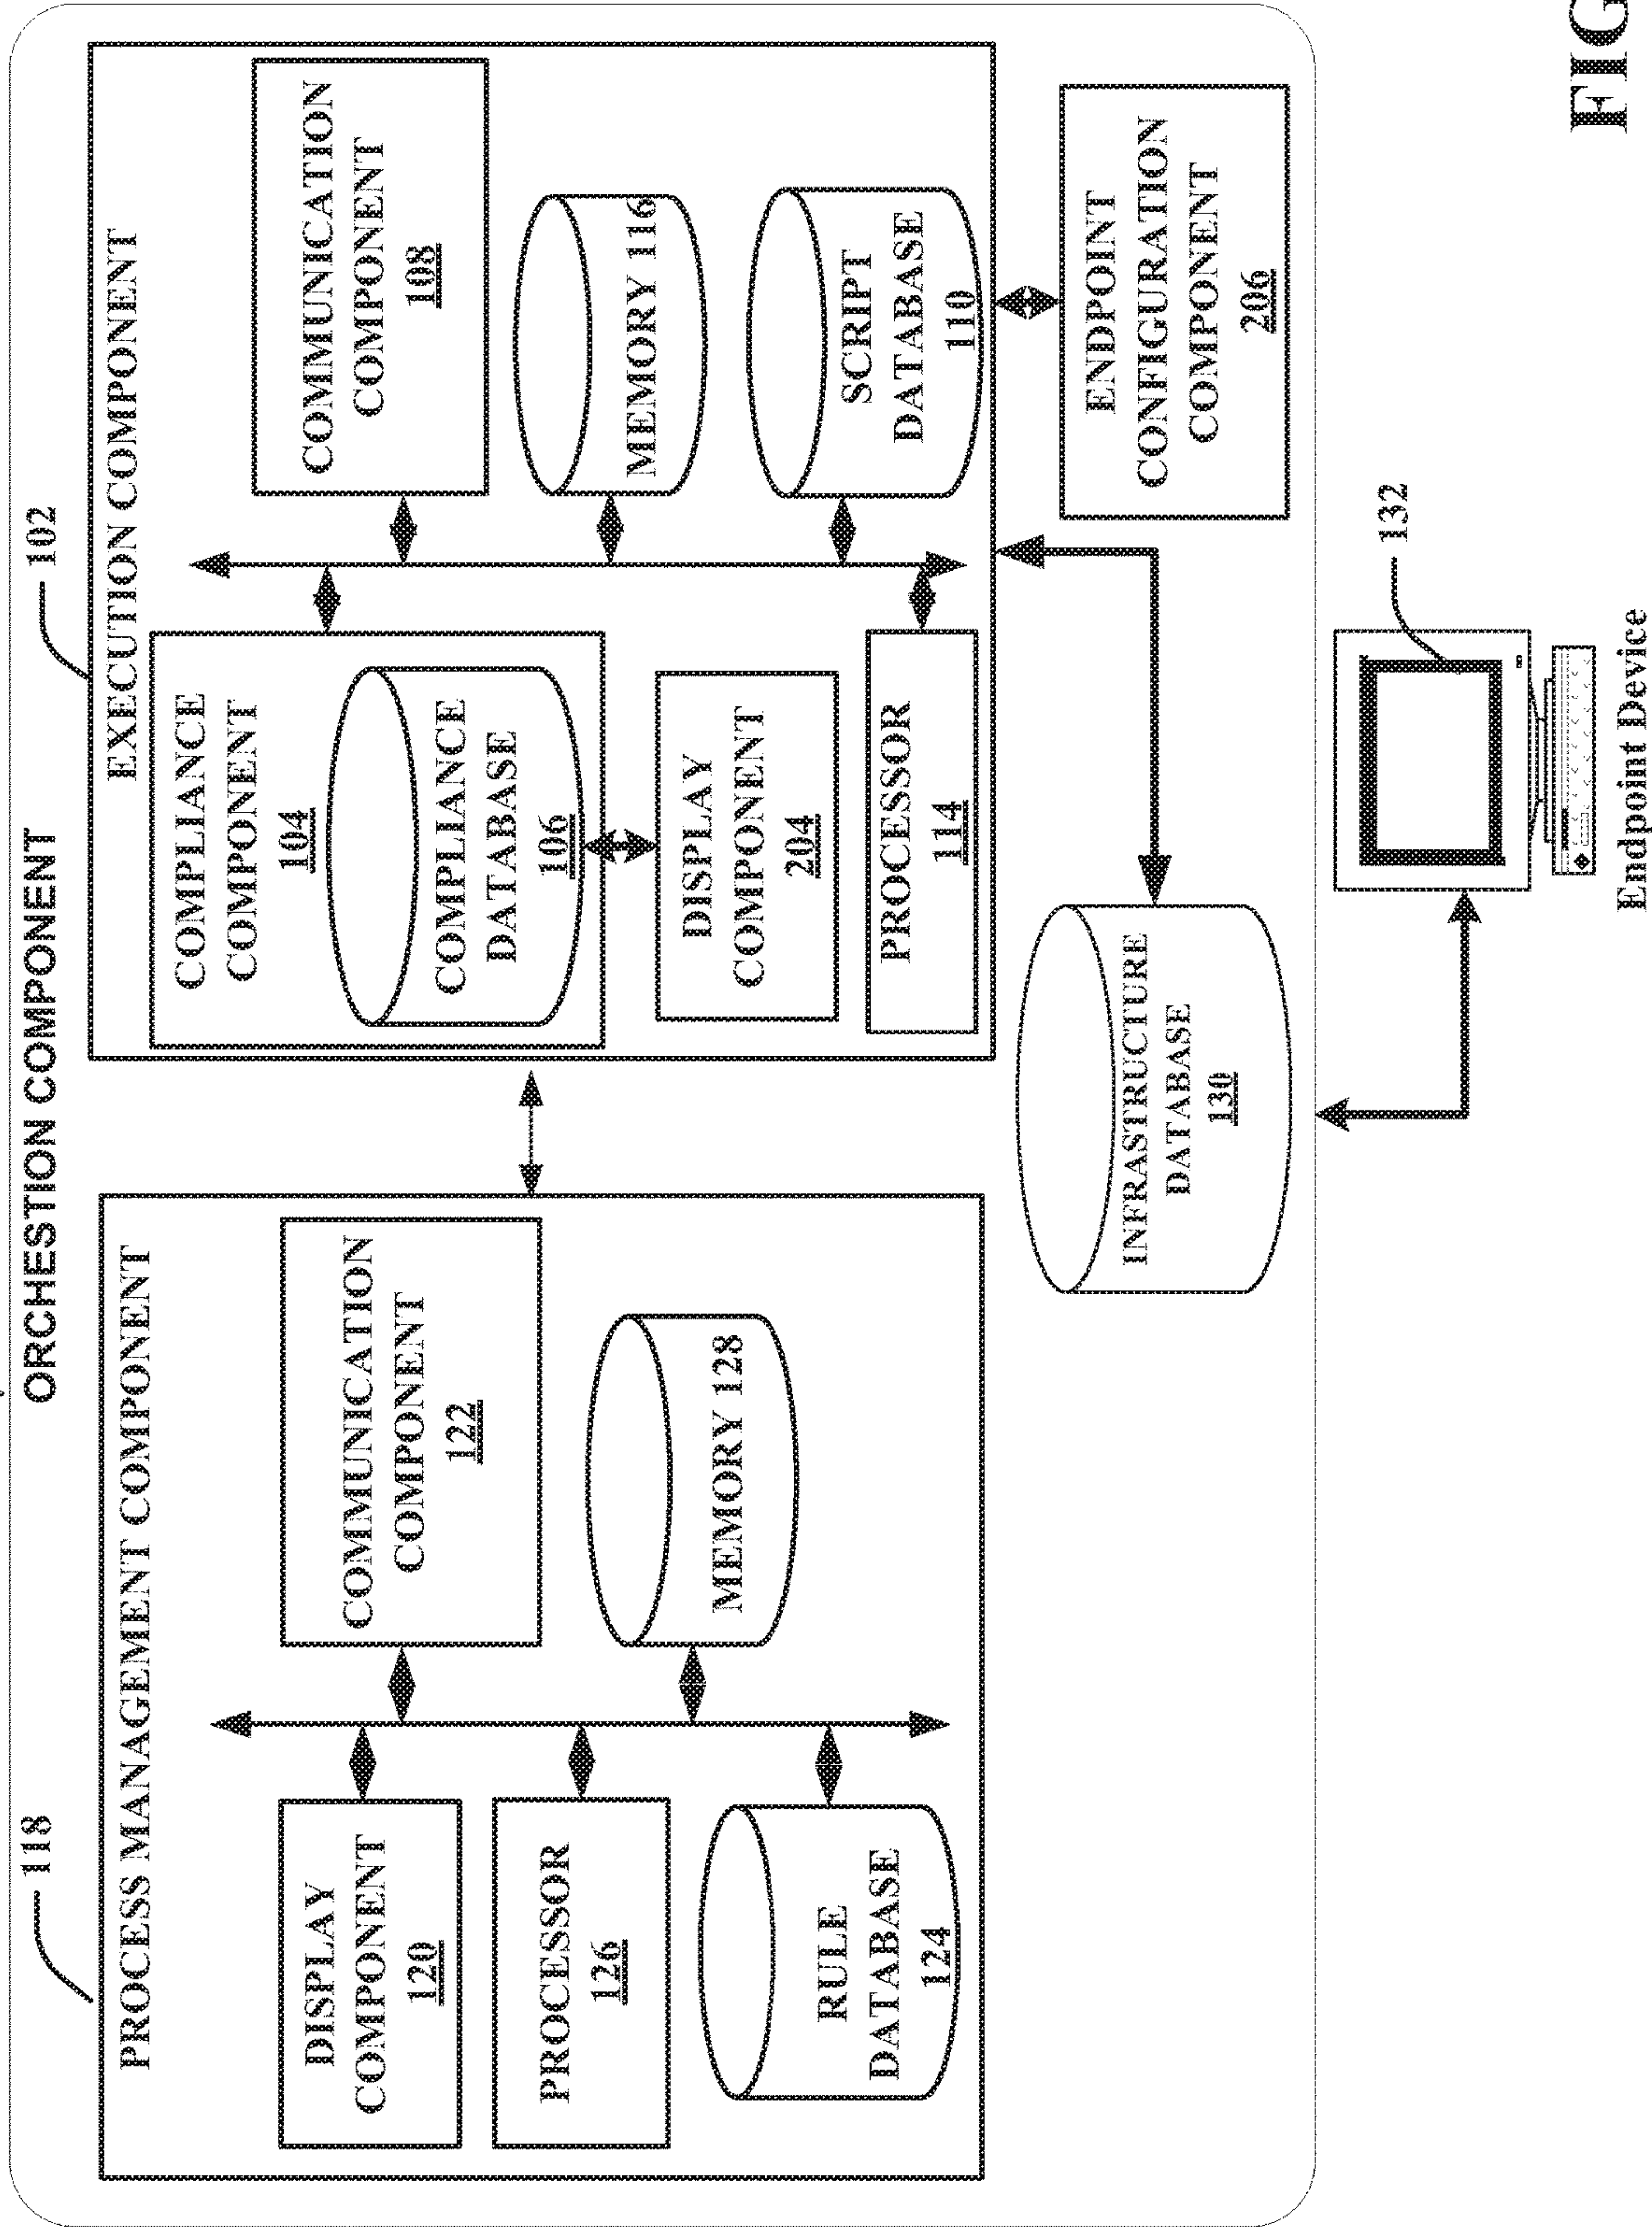 ORCHESTION COMPONENT
118
PROCESS MANAGEMENT COMPONENT
DISPLAY
COMPONENT
120
PROCESSOR
126
RULE
DATABASE
124
COMMUNICATION
COMPONENT
122
MEMORY 128
102
EXECUTION COMPONENT
COMPLIANCE
COMPONENT
104
COMPLIANCE
DATABASE
106
DISPLAY
COMPONENT
204
PROCESSOR
114
COMMUNICATION
COMPONENT
108
MEMORY 116
SCRIPT
DATABASE
110
INFRASTRUCTURE
DATABASE
130
ENDPOINT
CONFIGURATION
COMPONENT
206
132
Endpoint Device
FIG